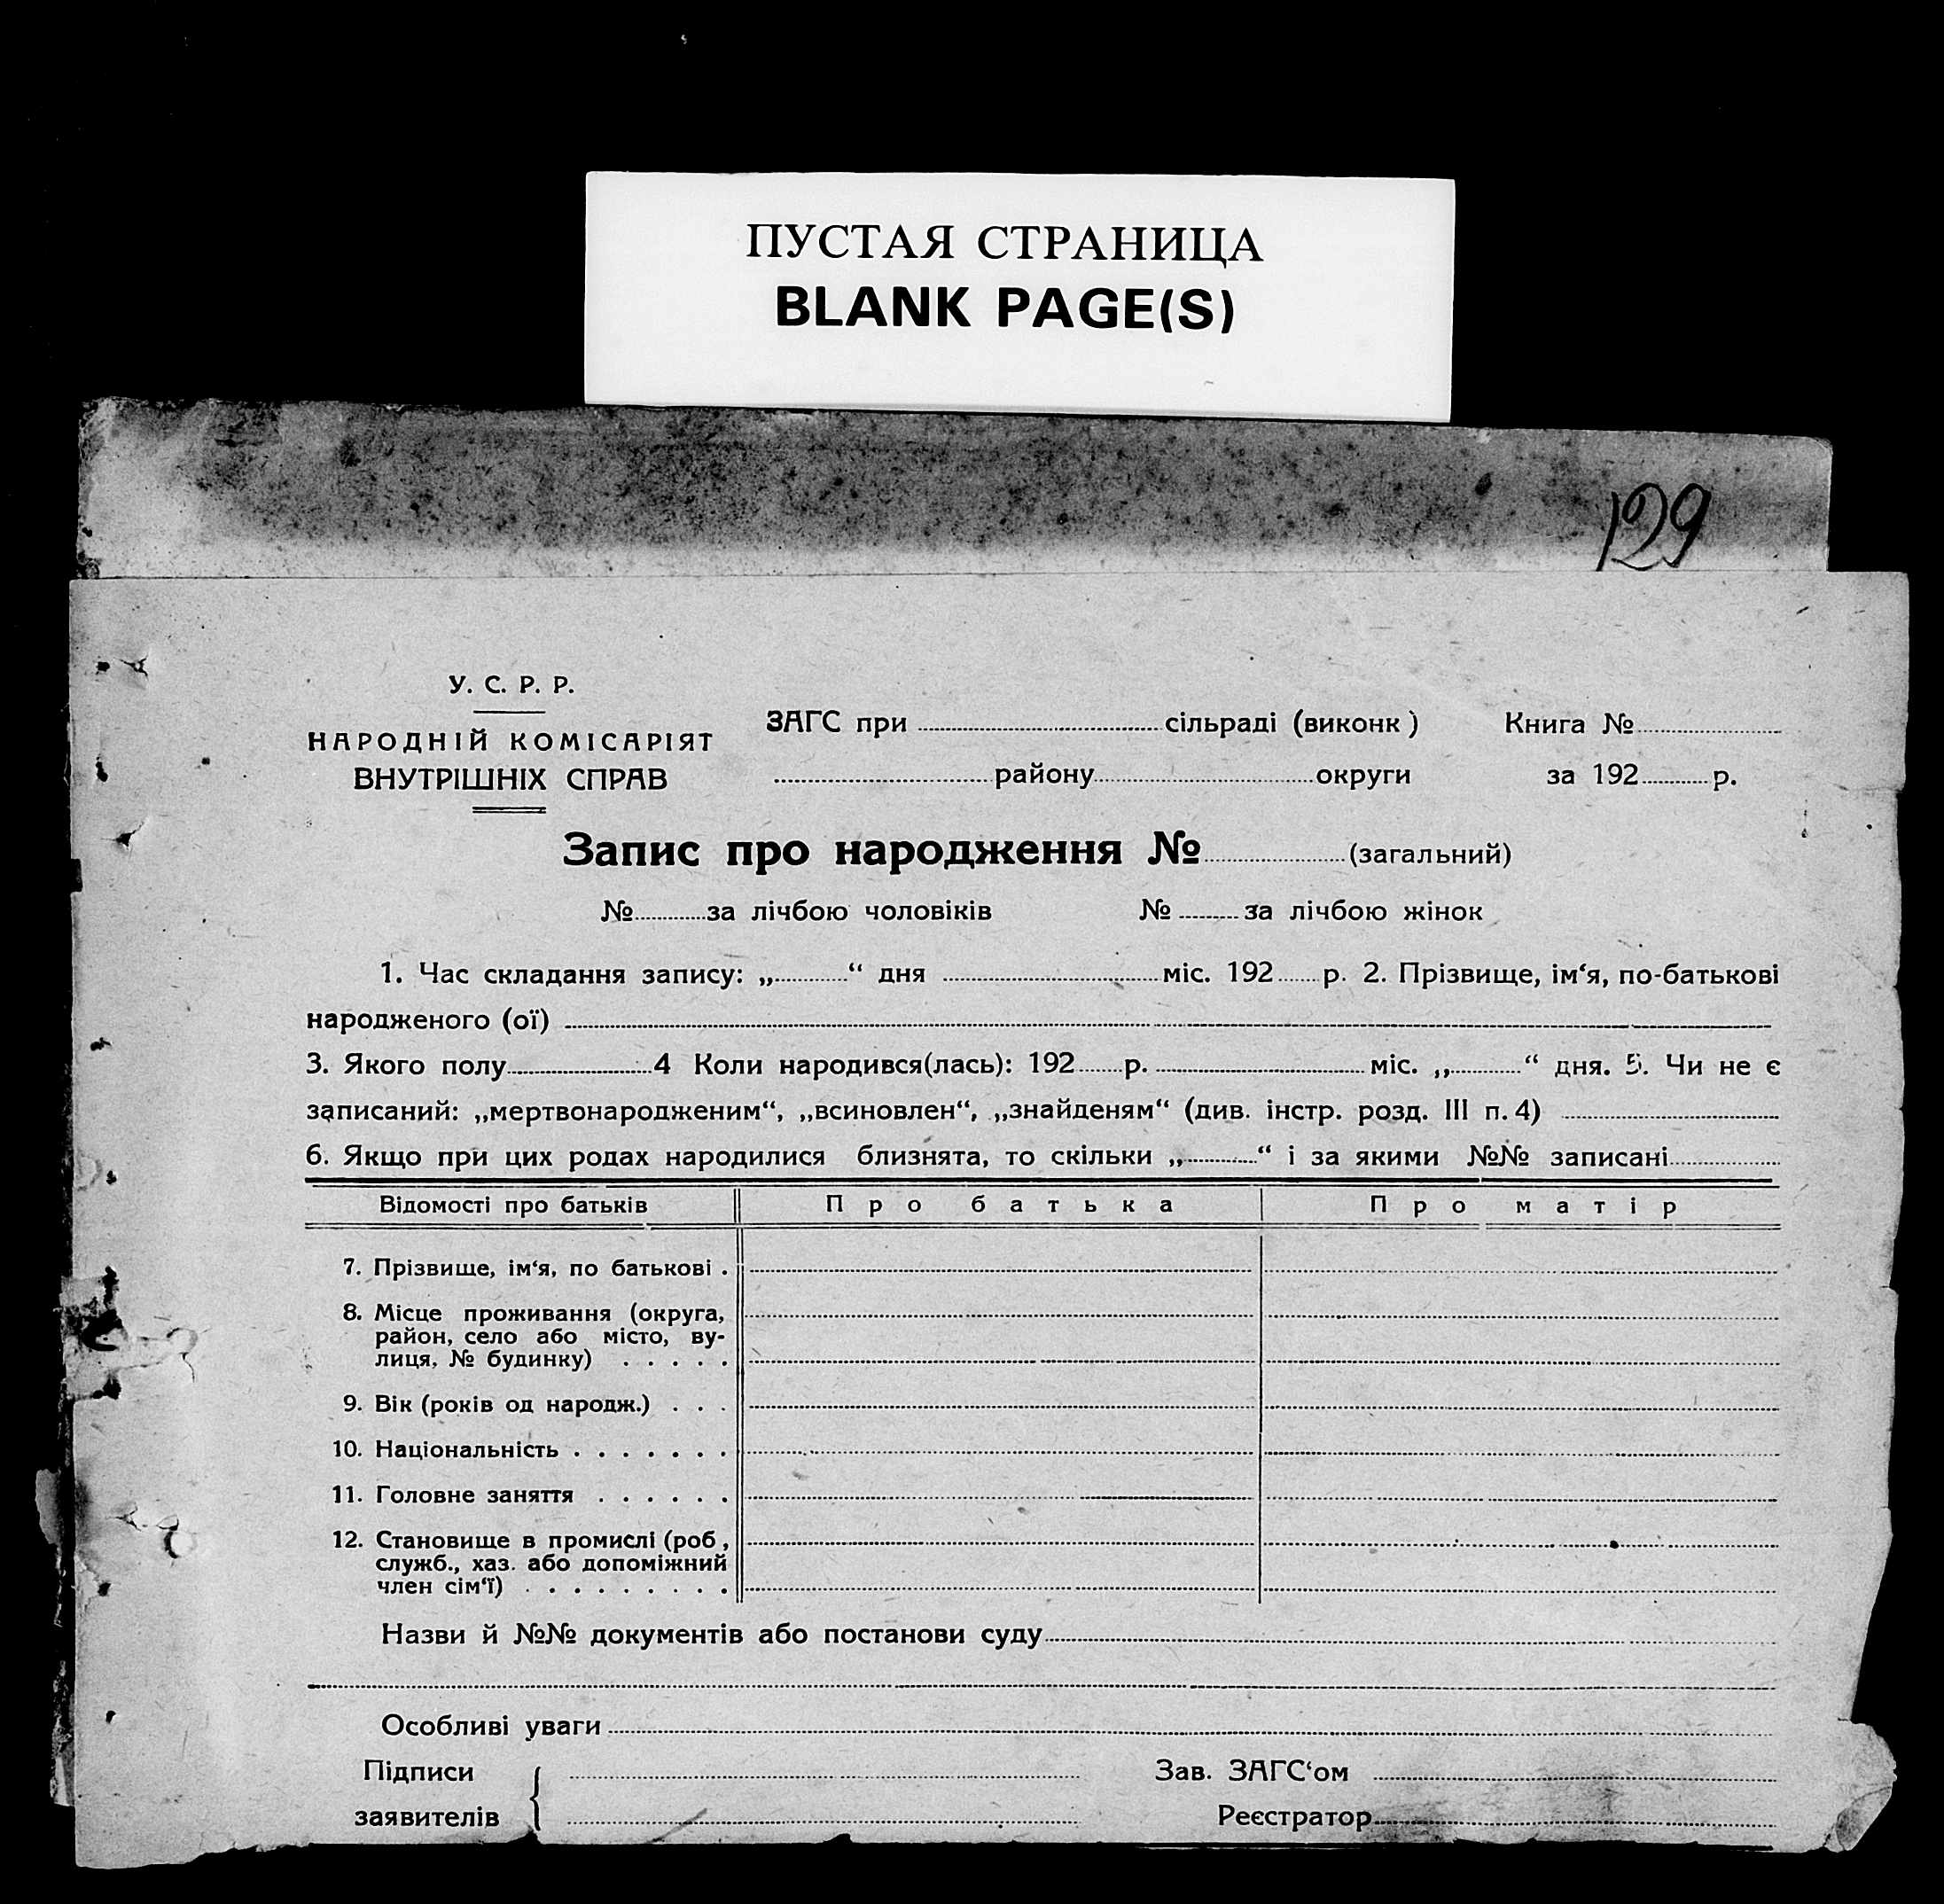 ПУСТАЯ СТРАНИЦА
BLANK PAGE(S)
129
У. С. Р. Р.
НАРОДНІЙ КОМІСАРІЯТ
ВНУТРІШНІХ СПРАВ
ЗАГС при ........ сільраді (виконк )
Книга № ........
........ району ........ округи
за 192 ........ р.
Запис про народження № ........ (загальний)
№ ........ за лічбою чоловіків № ........ за лічбою жінок
1. Час складання запису: „ ........ “ дня ........ міс. 192 ........ р. 2. Прізвище, ім‘я, по-батькові
народженого (ої) ........
3. Якого полу ........ 4 Коли народився(лась): 192 ........ р. ........ міс. „ ........ “ дня. 5. Чи не є
записаний: „мертвонародженим“, „всиновлен“, „знайденям“ (див. інстр. розд. III п. 4) ........
6. Якщо при цих родах народилися близнята, то скільки „ ........ “ і за якими №№ записані ........
Відомості про батьків Про батька Про матір
7. Прізвище, ім‘я, по батькові .
8. Місце проживання (округа,
район, село або місто, ву-
лиця, № будинку) . . . . .
9. Вік (років од народж.) . . .
10. Національність . . . . . . .
11. Головне заняття . . . . . .
12. Становище в промислі (роб ,
служб., хаз. або допоміжний
член сім‘ї) . . . . . . . . .
Назви й №№ документів або постанови суду ........
Особливі уваги ........
Підписи
заявителів
Зав. ЗАГС‘ом ........
Реєстратор ........